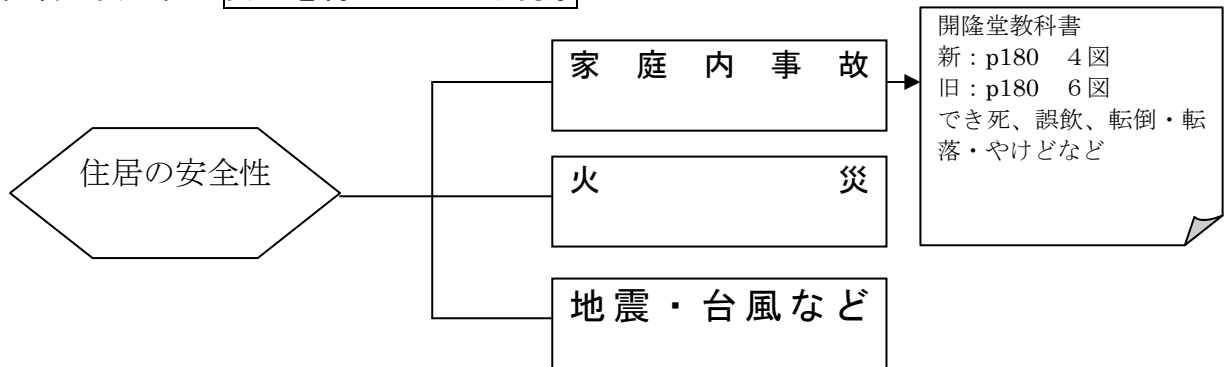 住居の安全性
家庭内事故
火災
地震・台風など
開隆堂教科書
新：p180　４図
旧：p180　６図
でき死、誤飲、転倒・転
落・やけどなど